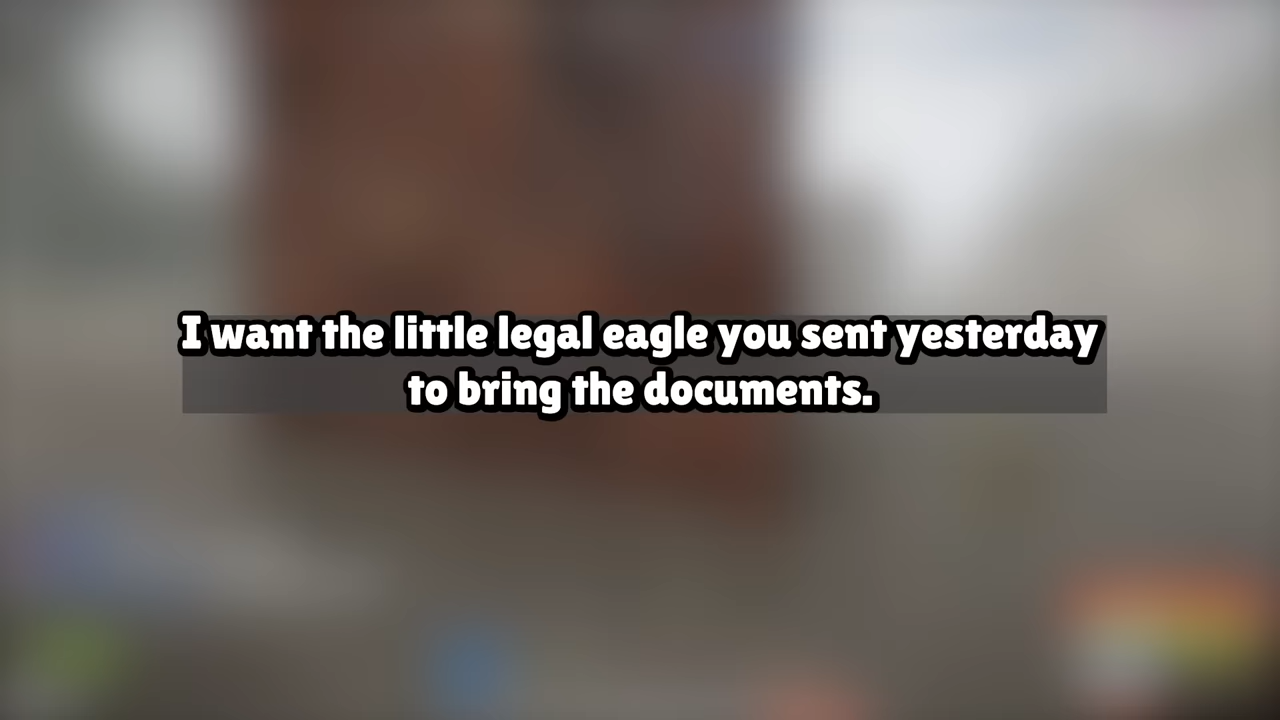 I want the little legal eagle you sent yesterday
to bring the documents.